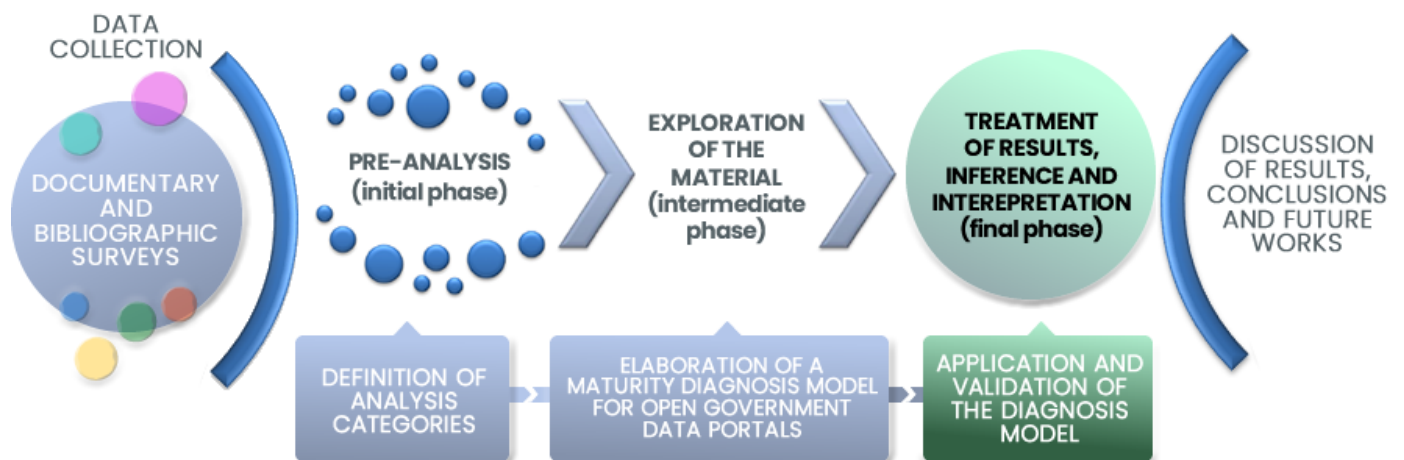 DATA
COLLECTION
DOCUMENTARY
AND
BIBLIOGRAPHIC
SURVEYS
PRE-ANALYSIS
(initial phase)
EXPLORATION
OF THE
MATERIAL
(intermediate
phase)
TREATMENT
OF RESULTS,
INFERENCE AND
INTEREPRETATION
(final phase)
DISCUSSION
OF RESULTS,
CONCLUSIONS
AND FUTURE
WORKS
DEFINITION OF
ANALYSIS
CATEGORIES
ELABORATION OF A
MATURITY DIAGNOSIS MODEL
FOR OPEN GOVERNMENT
DATA PORTALS
APPLICATION AND
VALIDATION OF
THE DIAGNOSIS
MODEL